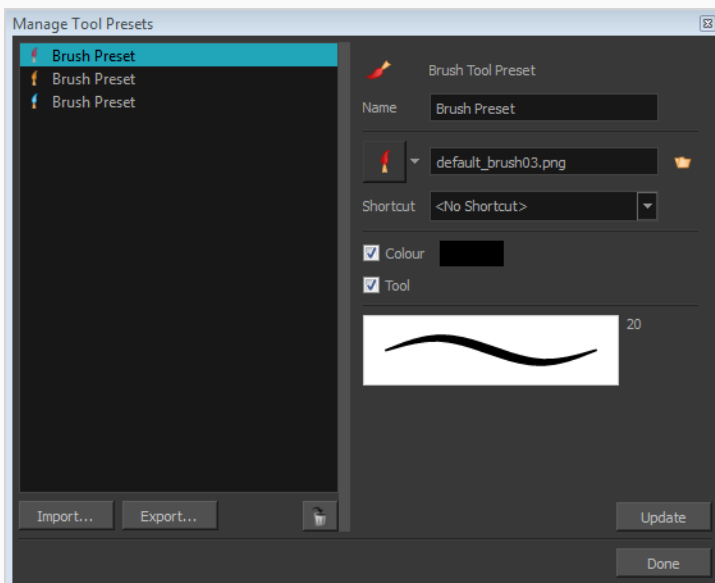 Manage Tool Presets
Brush Preset
Brush Preset
Brush Preset
Import...
Export...
Brush Tool Preset
Name Brush Preset
default_brush03.png
Shortcut <No Shortcut>
Colour
Tool
20
Update
Done